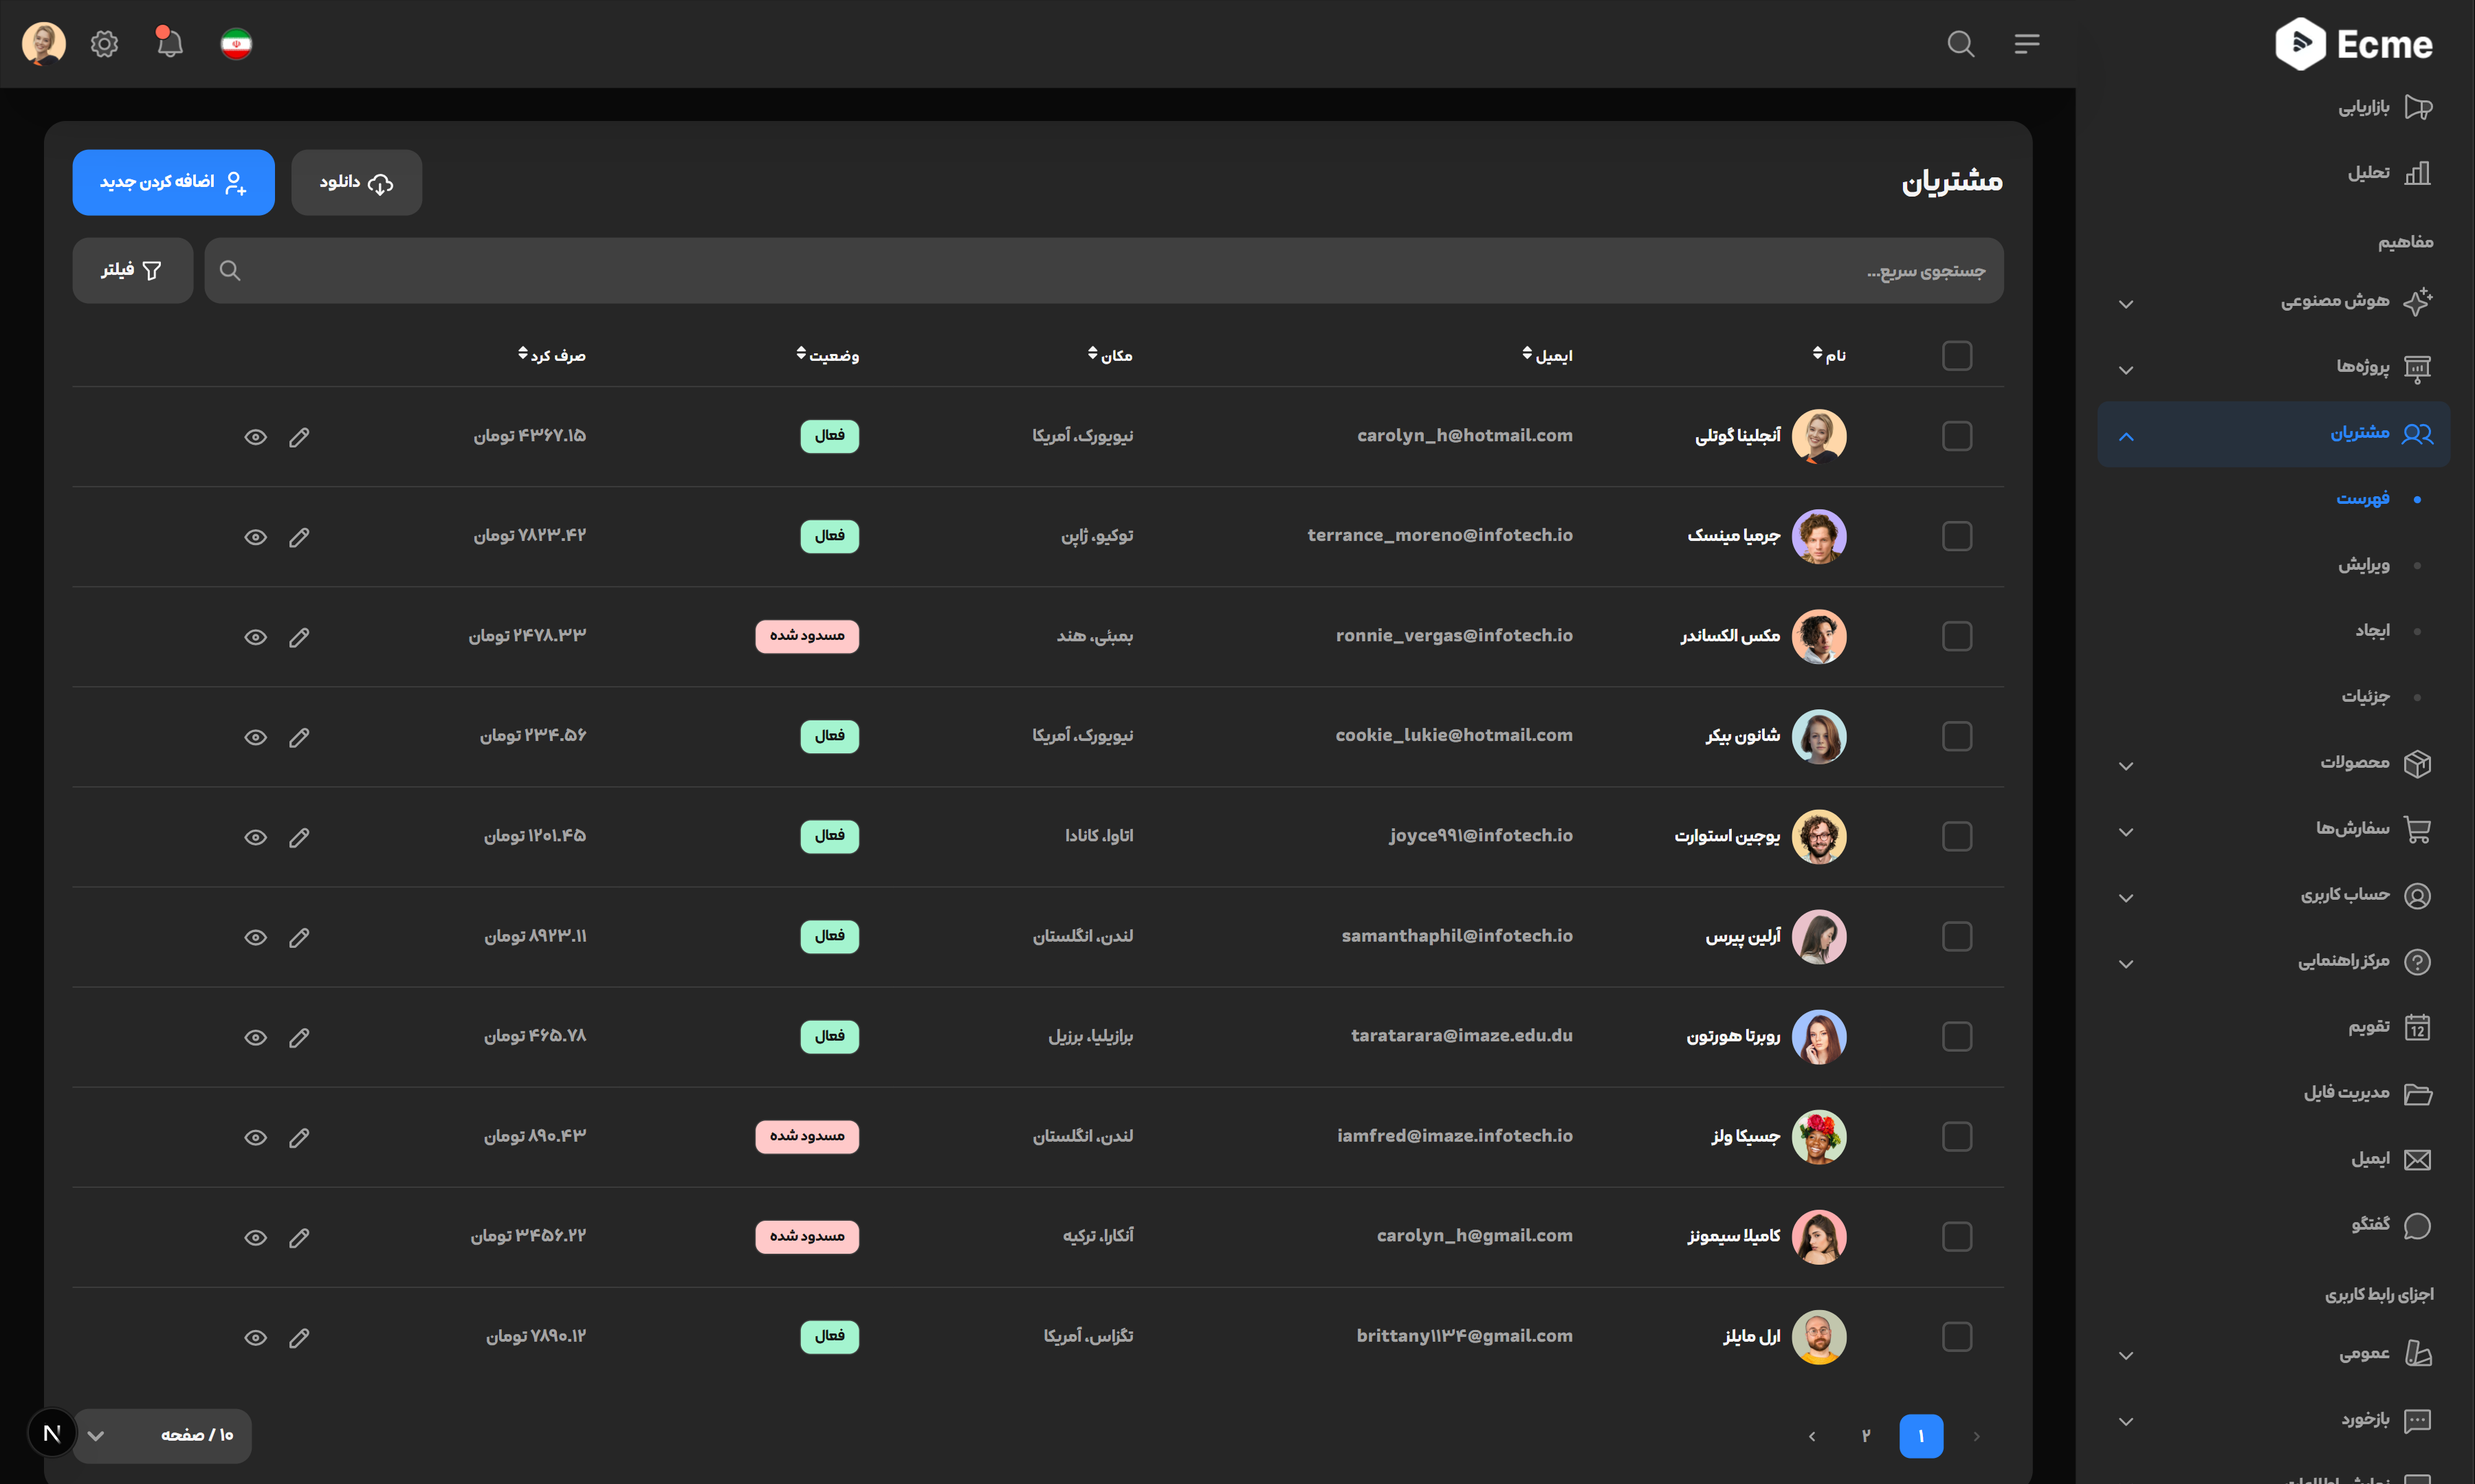 Ecme
بازاریابی
تحلیل
مفاهیم
هوش مصنوعی
پروژه‌ها
مشتریان
فهرست
ویرایش
ایجاد
جزئیات
محصولات
سفارش‌ها
حساب کاربری
مرکز راهنمایی
12 تقویم
مدیریت فایل
ایمیل
گفتگو
اجزای رابط کاربری
عمومی
بازخورد
مشتریان
دانلود
اضافه کردن جدید
جستجوی سریع...
فیلتر
نام ایمیل مکان وضعیت صرف کرد
آنجلینا گوتلی carolyn_h@hotmail.com نیویورک، آمریکا فعال ۴۳۶۷.۱۵ تومان
جرمیا مینسک terrance_moreno@infotech.io توکیو، ژاپن فعال ۷۸۲۳.۴۲ تومان
مکس الکساندر ronnie_vergas@infotech.io بمبئی، هند مسدود شده ۲۴۷۸.۳۳ تومان
شانون بیکر cookie_lukie@hotmail.com نیویورک، آمریکا فعال ۲۳۴.۵۶ تومان
یوجین استوارت joyce۹۹۱@infotech.io اتاوا، کانادا فعال ۱۲۰۱.۴۵ تومان
آرلین پیرس samanthaphil@infotech.io لندن، انگلستان فعال ۸۹۲۳.۱۱ تومان
روبرتا هورتون taratarara@imaze.edu.du برازیلیا، برزیل فعال ۴۶۵.۷۸ تومان
جسیکا ولز iamfred@imaze.infotech.io لندن، انگلستان مسدود شده ۸۹۰.۴۳ تومان
کامیلا سیمونز carolyn_h@gmail.com آنکارا، ترکیه مسدود شده ۳۴۵۶.۲۲ تومان
ارل مایلز brittany۱۱۳۴@gmail.com تگزاس، آمریکا فعال ۷۸۹۰.۱۲ تومان
۱ ۲
۱۰ / صفحه
N